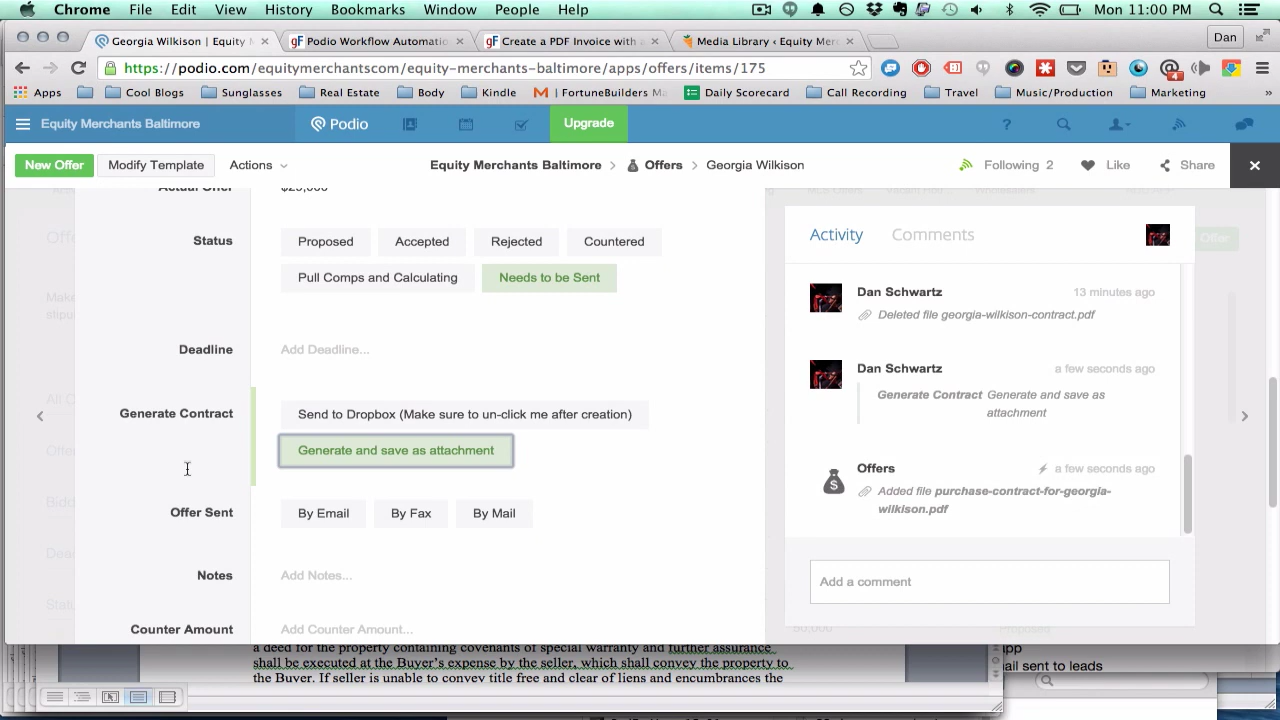 Chrome File Edit View History Bookmarks Window People Help Mon 11:00 PM
Georgia Wilkison | Equity M × gF Podio Workflow Automatio × gF Create a PDF Invoice with a × Media Library ‹ Equity Mer × Dan
https://podio.com/equitymerchantscom/equity-merchants-baltimore/apps/offers/items/175
Apps Cool Blogs Sunglasses Real Estate Body Kindle | FortuneBuilders Ma Daily Scorecard Call Recording Travel Music/Production Marketing
Equity Merchants Baltimore Podio Upgrade ?
New Offer Modify Template Actions Equity Merchants Baltimore > Offers > Georgia Wilkison Following 2 Like Share ×
Actual Offer $25,000
Status Proposed Accepted Rejected Countered
Pull Comps and Calculating Needs to be Sent
Deadline Add Deadline...
Generate Contract Send to Dropbox (Make sure to un-click me after creation)
Generate and save as attachment
Offer Sent By Email By Fax By Mail
Notes Add Notes...
Counter Amount Add Counter Amount...
Activity Comments
Dan Schwartz 13 minutes ago
Deleted file georgia-wilkison-contract.pdf
Dan Schwartz a few seconds ago
Generate Contract Generate and save as
attachment
Offers a few seconds ago
Added file purchase-contract-for-georgia-
wilkison.pdf
Add a comment
a deed for the property containing covenants of special warranty and further assurance
shall be executed at the Buyer's expense by the seller, which shall convey the property to
the Buyer. If seller is unable to convey title free and clear of liens and encumbrances the
50,000 Proposed
app
ail sent to leads